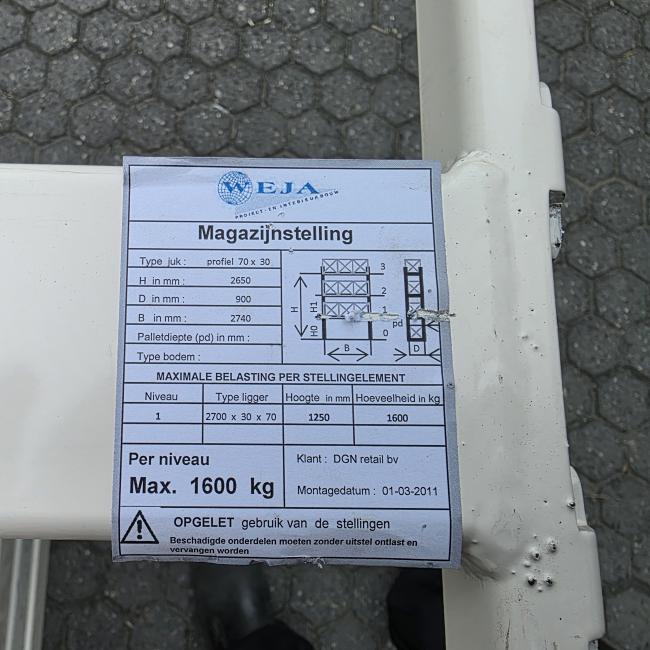 WEJA
PROJECT- EN INTERIEURBOUW
Magazijnstelling
Type juk : profiel 70 x 30
H in mm : 2650
D in mm : 900
B in mm : 2740
Palletdiepte (pd) in mm :
Type bodem :
3
2
1
0
H
H1
H0
B
pd
D
MAXIMALE BELASTING PER STELLINGELEMENT
Niveau Type ligger Hoogte in mm Hoeveelheid in kg
1 2700 x 30 x 70 1250 1600
Per niveau
Max. 1600 kg
Klant : DGN retail bv
Montagedatum : 01-03-2011
OPGELET gebruik van de stellingen
Beschadigde onderdelen moeten zonder uitstel ontlast en
vervangen worden